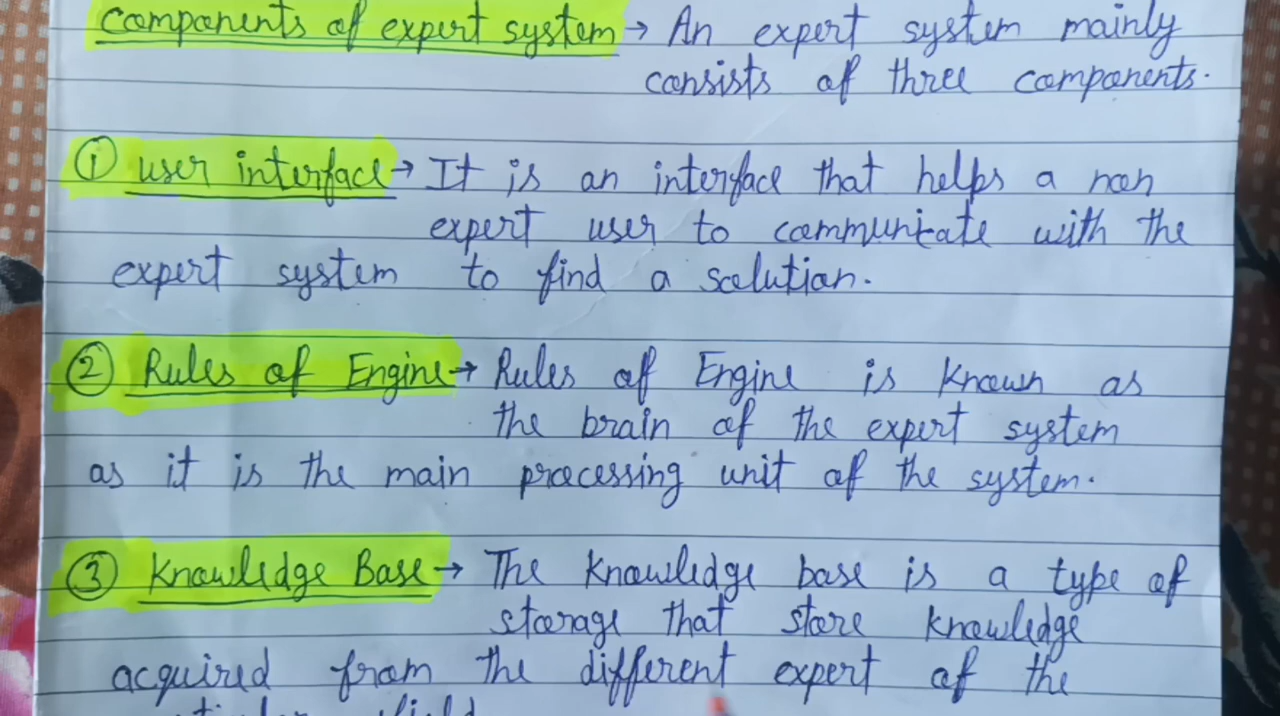 Components of expert system → An expert system mainly
consists of three components.
① user interface → It is an interface that helps a non
expert user to communicate with the
expert system to find a solution.
② Rules of Engine → Rules of Engine is known as
the brain of the expert system
as it is the main processing unit of the system.
③ Knowledge Base → The knowledge base is a type of
storage that store knowledge
acquired from the different expert of the
field